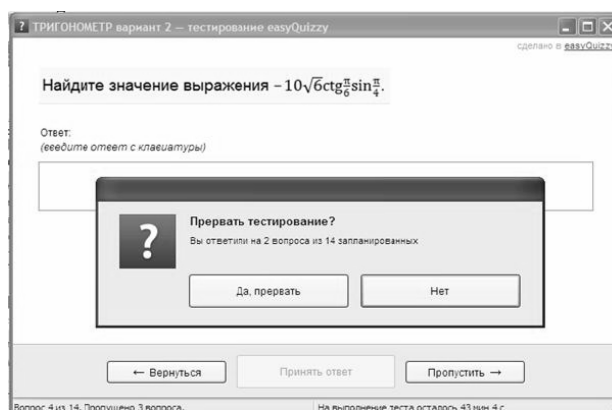 ? ТРИГОНОМЕТР вариант 2 – тестирование easyQuizzy
сделано в easyQuizzy
Найдите значение выражения −10√6ctg π/6 sin π/4.
Ответ:
(введите ответ с клавиатуры)
?
Прервать тестирование?
Вы ответили на 2 вопроса из 14 запланированных
Да, прервать Нет
← Вернуться Принять ответ Пропустить →
Вопрос 4 из 14. Пропущено 3 вопроса. На выполнение теста осталось 43 мин 4 с